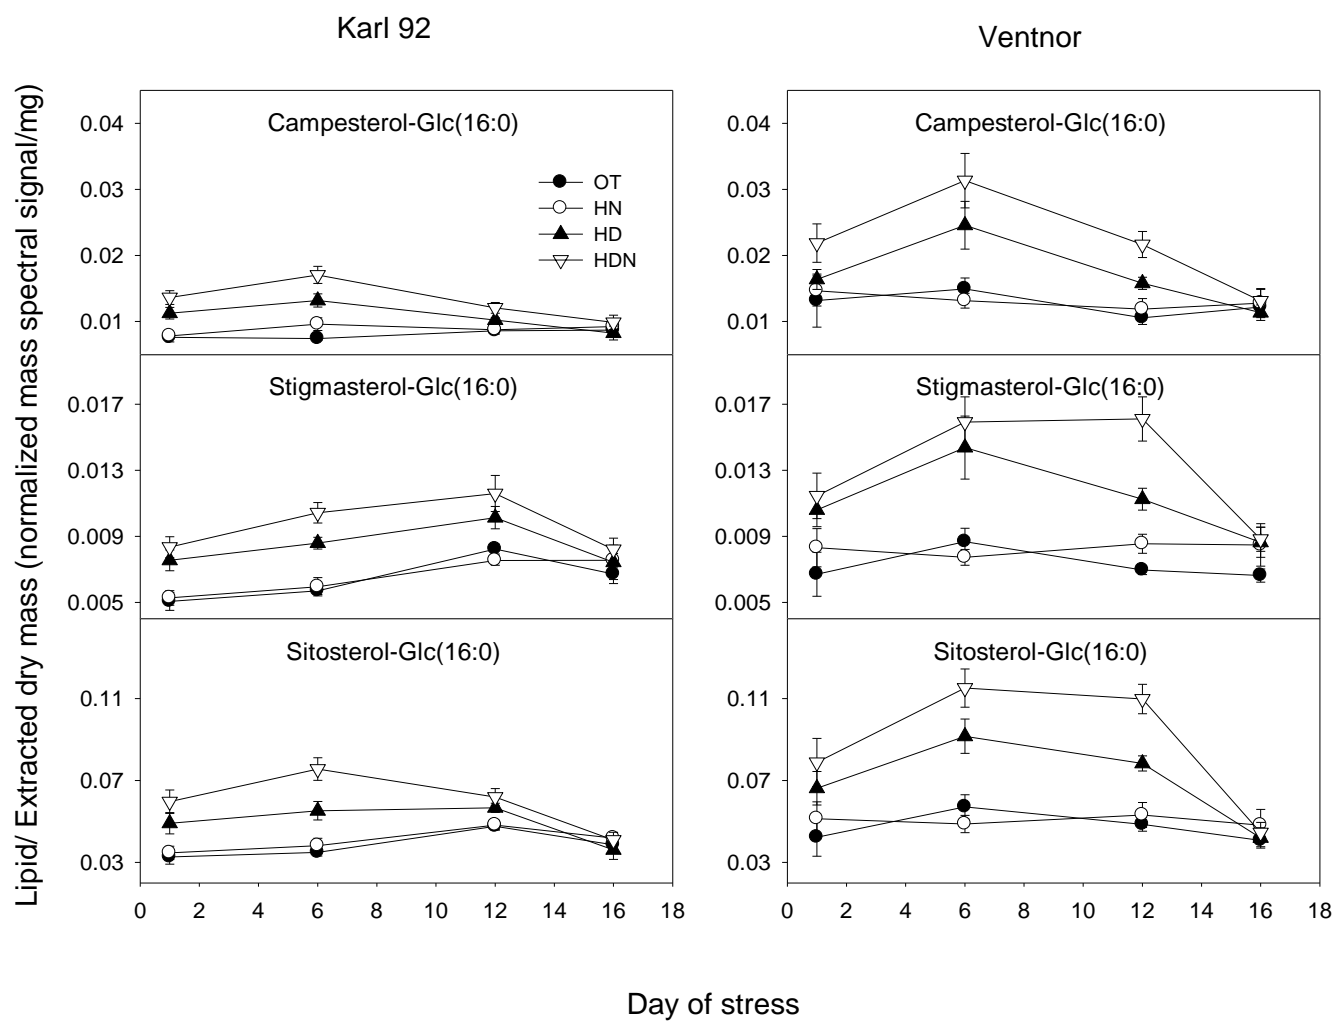 Karl 92
Ventnor
Lipid/ Extracted dry mass (normalized mass spectral signal/mg)
Campesterol-Glc(16:0)
0.04
0.03
0.02
0.01
OT
HN
HD
HDN
Campesterol-Glc(16:0)
0.04
0.03
0.02
0.01
Stigmasterol-Glc(16:0)
0.017
0.013
0.009
0.005
Stigmasterol-Glc(16:0)
0.017
0.013
0.009
0.005
Sitosterol-Glc(16:0)
0.11
0.07
0.03
Sitosterol-Glc(16:0)
0.11
0.07
0.03
0 2 4 6 8 10 12 14 16 18
0 2 4 6 8 10 12 14 16 18
Day of stress